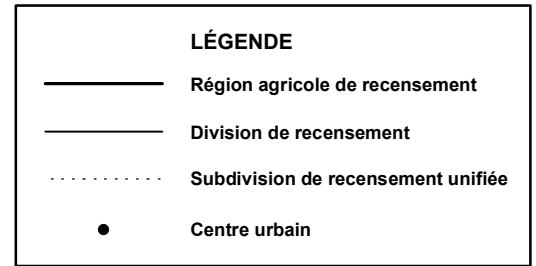 LÉGENDE
Région agricole de recensement
Division de recensement
Subdivision de recensement unifiée
Centre urbain